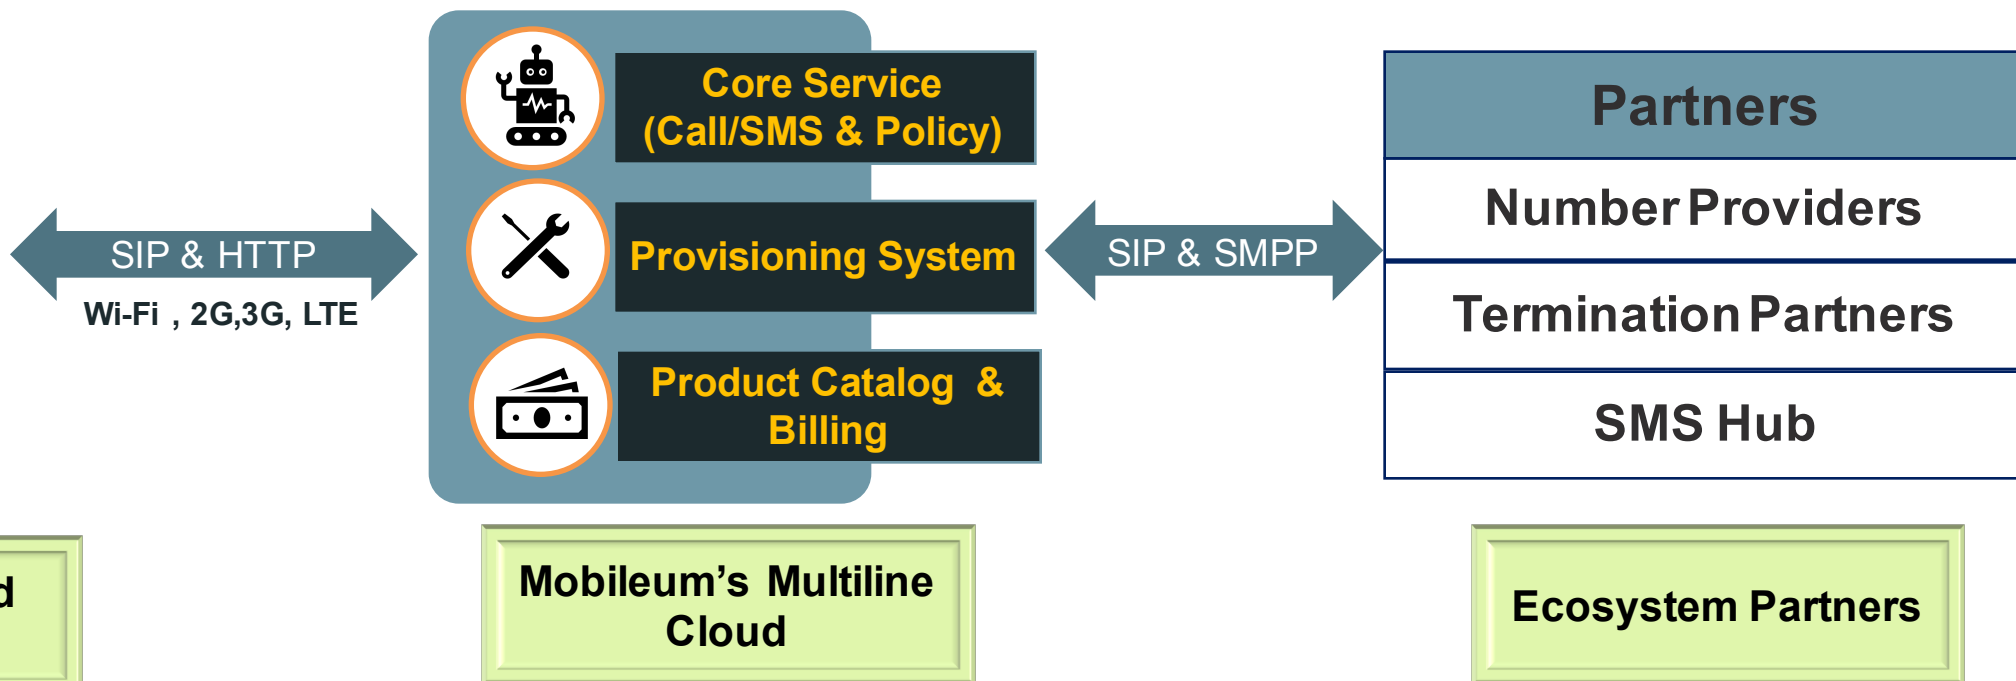 SIP & HTTP
Wi-Fi , 2G,3G, LTE
Core Service
(Call/SMS & Policy)
Provisioning System
Product Catalog &
Billing
SIP & SMPP
Partners
Number Providers
Termination Partners
SMS Hub
Mobileum’s Multiline
Cloud
Ecosystem Partners